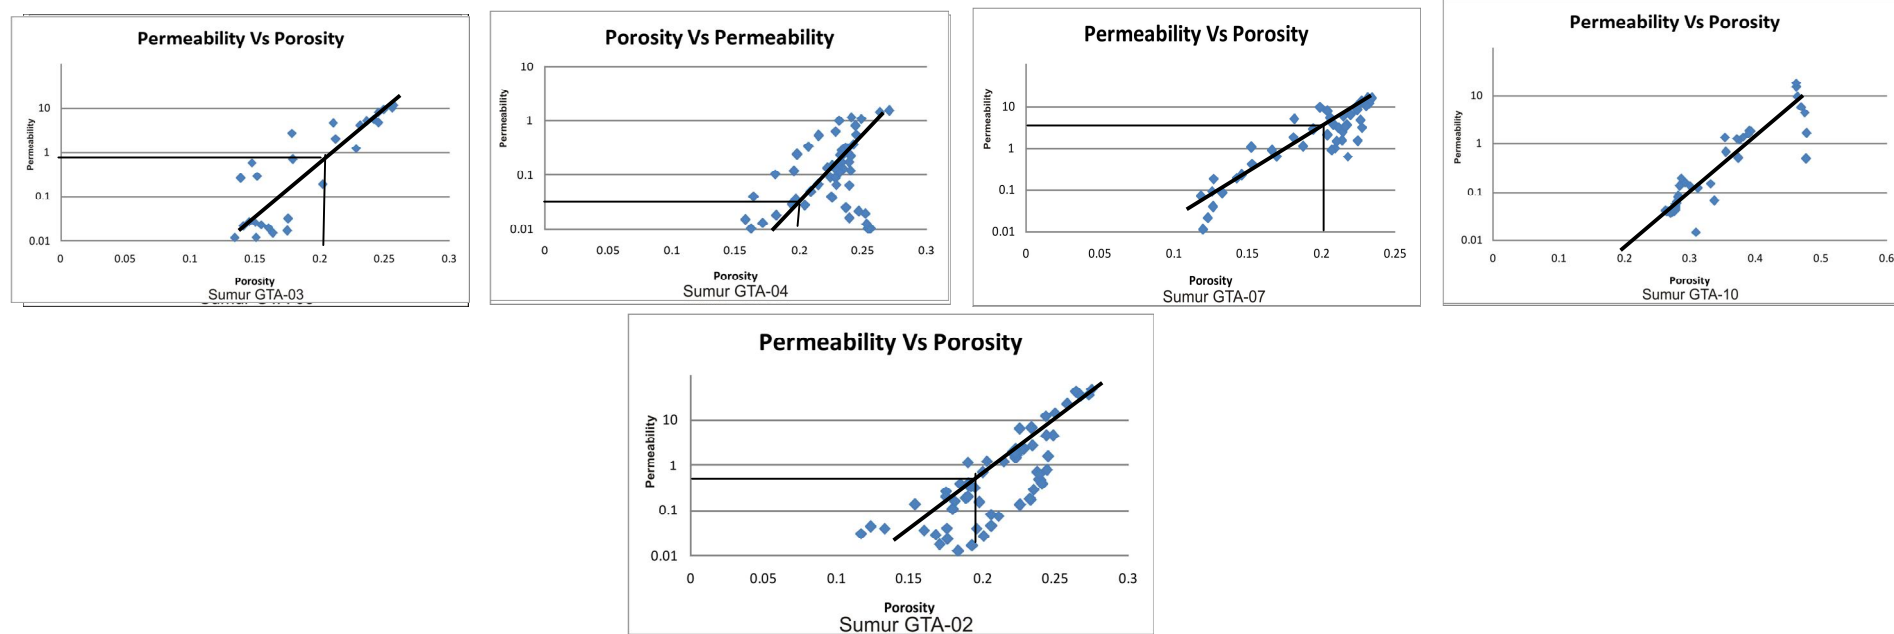 Permeability Vs Porosity
10
1
0.1
0.01
Permeability
0 0.05 0.1 0.15 0.2 0.25 0.3
Porosity
Sumur GTA-03
Porosity Vs Permeability
10
1
0.1
0.01
Permeability
0 0.05 0.1 0.15 0.2 0.25 0.3
Porosity
Sumur GTA-04
Permeability Vs Porosity
10
1
0.1
0.01
Permeability
0 0.05 0.1 0.15 0.2 0.25
Porosity
Sumur GTA-07
Permeability Vs Porosity
10
1
0.1
0.01
Permeability
0 0.1 0.2 0.3 0.4 0.5 0.6
Porosity
Sumur GTA-10
Permeability Vs Porosity
10
1
0.1
0.01
Permeability
0 0.05 0.1 0.15 0.2 0.25 0.3
Porosity
Sumur GTA-02